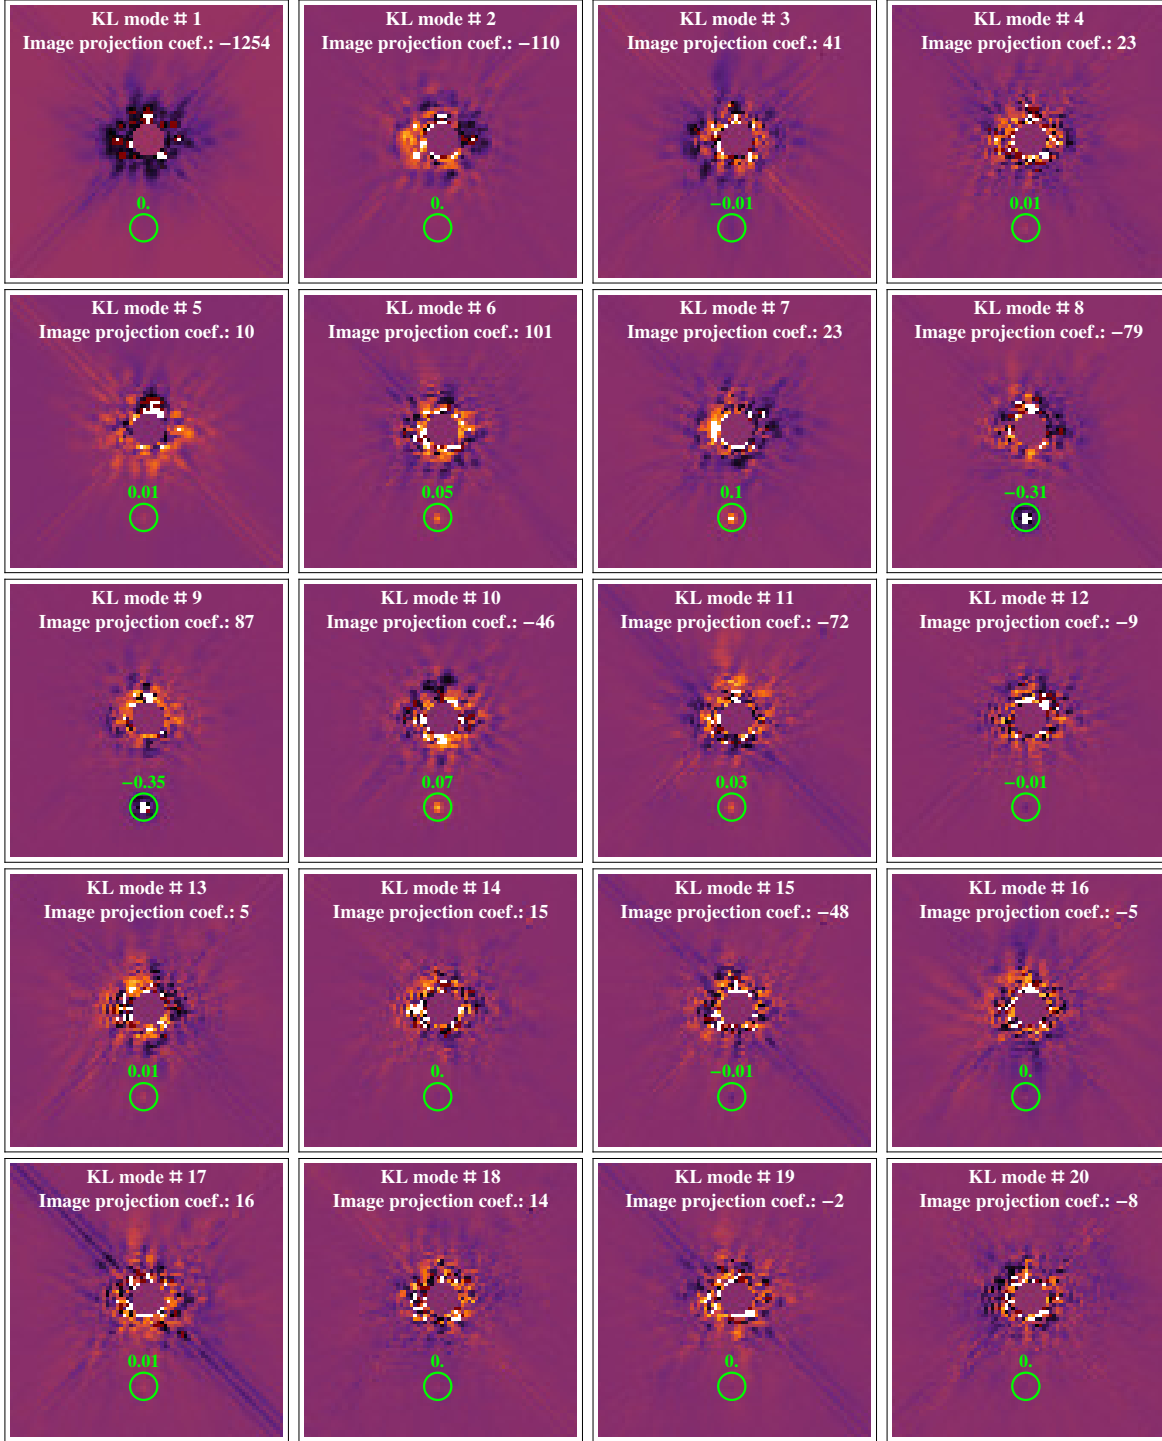 KL mode # 1
Image projection coef.: −1254
0.
KL mode # 2
Image projection coef.: −110
0.
KL mode # 3
Image projection coef.: 41
−0.01
KL mode # 4
Image projection coef.: 23
0.01
KL mode # 5
Image projection coef.: 10
0.01
KL mode # 6
Image projection coef.: 101
0.05
KL mode # 7
Image projection coef.: 23
0.1
KL mode # 8
Image projection coef.: −79
−0.31
KL mode # 9
Image projection coef.: 87
−0.35
KL mode # 10
Image projection coef.: −46
0.07
KL mode # 11
Image projection coef.: −72
0.03
KL mode # 12
Image projection coef.: −9
−0.01
KL mode # 13
Image projection coef.: 5
0.01
KL mode # 14
Image projection coef.: 15
0.
KL mode # 15
Image projection coef.: −48
−0.01
KL mode # 16
Image projection coef.: −5
0.
KL mode # 17
Image projection coef.: 16
0.01
KL mode # 18
Image projection coef.: 14
0.
KL mode # 19
Image projection coef.: −2
0.
KL mode # 20
Image projection coef.: −8
0.